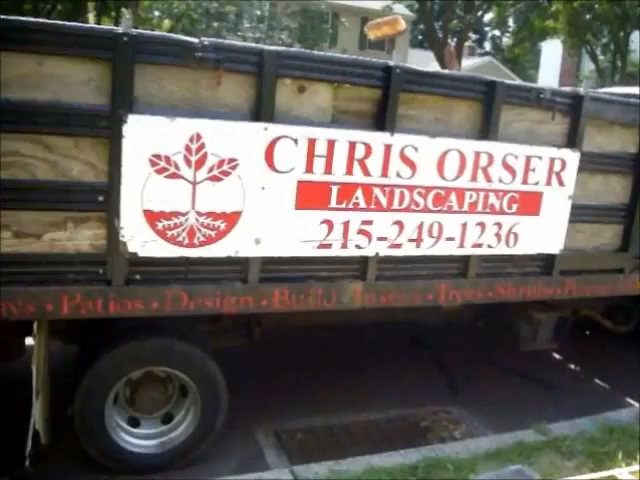 CHRIS ORSER
LANDSCAPING
215-249-1236
• Patios • Design • Build • Trees • Shrubs •